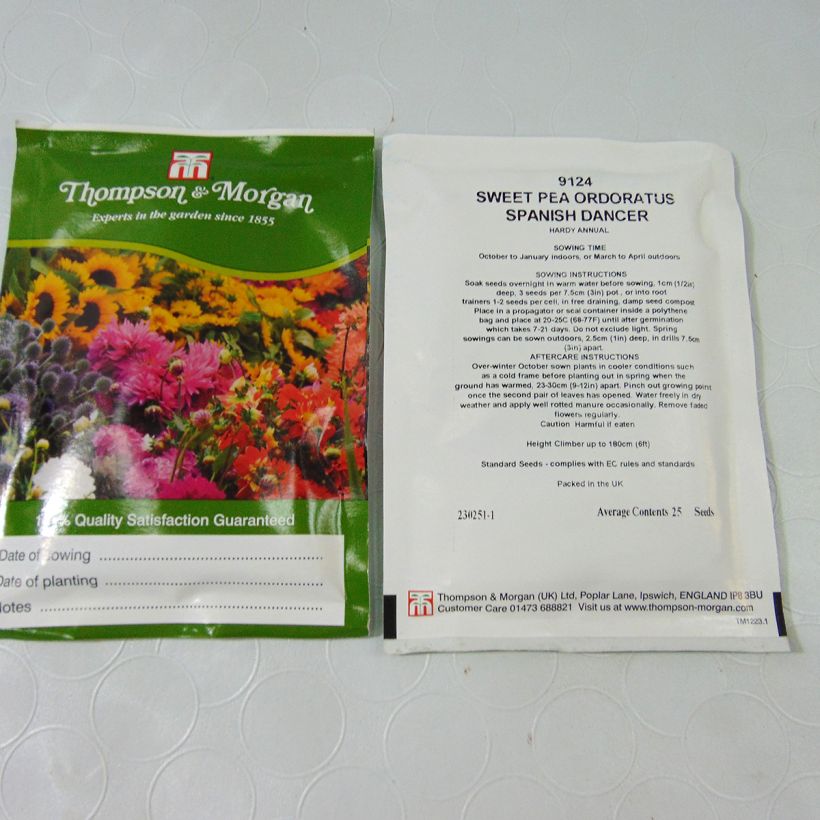 Thompson & Morgan
Experts in the garden since 1855
Quality Satisfaction Guaranteed
Date of sowing
Date of planting
Notes
9124
SWEET PEA ORDORATUS
SPANISH DANCER
HARDY ANNUAL
SOWING TIME
October to January indoors, or March to April outdoors
SOWING INSTRUCTIONS
Soak seeds overnight in warm water before sowing, 1cm (1/2in)
deep, 3 seeds per 7.5cm (3in) pot., or into root
trainers 1-2 seeds per cell, in free draining, damp seed compost
Place in a propagator or seal container inside a polythene
bag and place at 20-25C (68-77F) until after germination
which takes 7-21 days. Do not exclude light. Spring
sowings can be sown outdoors, 2.5cm (1in) deep, in drills 7.5cm
(3in) apart.
AFTERCARE INSTRUCTIONS
Over-winter October sown plants in cooler conditions such
as a cold frame before planting out in spring when the
ground has warmed, 23-30cm (9-12in) apart. Pinch out growing point
once the second pair of leaves has opened. Water freely in dry
weather and apply well rotted manure occasionally. Remove faded
flowers regularly.
Caution Harmful if eaten
Height Climber up to 180cm (6ft)
Standard Seeds - complies with EC rules and standards
Packed in the UK
230251-1 Average Contents 25 Seeds
Thompson & Morgan (UK) Ltd, Poplar Lane, Ipswich, ENGLAND IP8 3BU
Customer Care 01473 688821 Visit us at www.thompson-morgan.com
TM1223.1